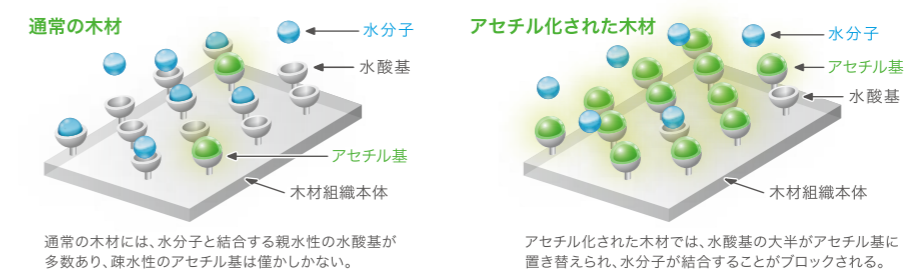 通常の木材
水分子
水酸基
アセチル基
木材組織本体
通常の木材には、水分子と結合する親水性の水酸基が
多数あり、疎水性のアセチル基は僅かしかない。
アセチル化された木材
水分子
アセチル基
水酸基
木材組織本体
アセチル化された木材では、水酸基の大半がアセチル基に
置き替えられ、水分子が結合することがブロックされる。